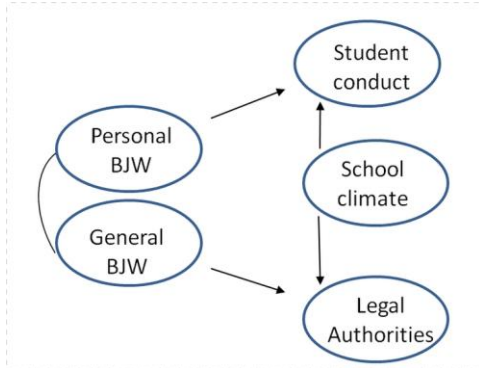 Student
conduct
Personal
BJW
School
climate
General
BJW
Legal
Authorities